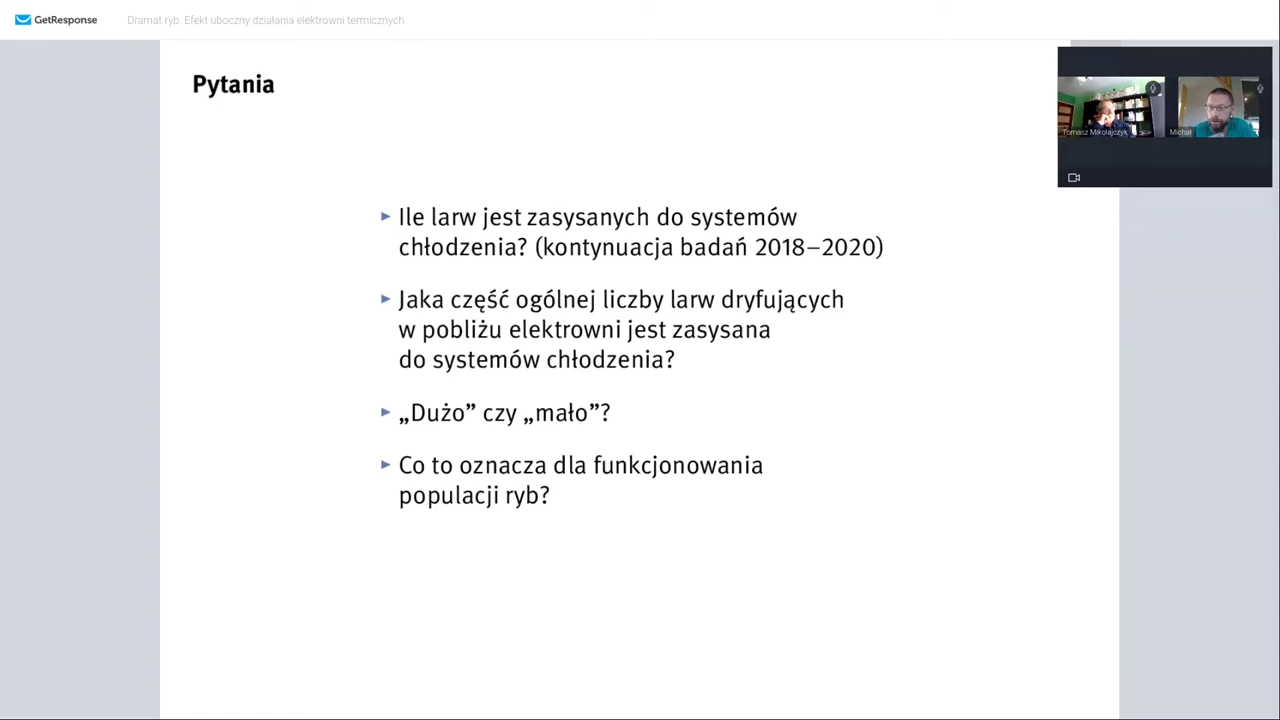 GetResponse
Dramat ryb. Efekt uboczny działania elektrowni termicznych
Pytania
Tomasz Mikołajczyk
Michał
Ile larw jest zasysanych do systemów
chłodzenia? (kontynuacja badań 2018–2020)
Jaka część ogólnej liczby larw dryfujących
w pobliżu elektrowni jest zasysana
do systemów chłodzenia?
„Dużo” czy „mało”?
Co to oznacza dla funkcjonowania
populacji ryb?